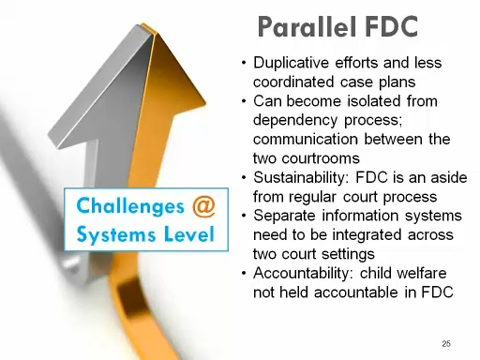 Parallel FDC
• Duplicative efforts and less
coordinated case plans
• Can become isolated from
dependency process;
communication between the
two courtrooms
• Sustainability: FDC is an aside
from regular court process
• Separate information systems
need to be integrated across
two court settings
• Accountability: child welfare
not held accountable in FDC
Challenges @
Systems Level
25